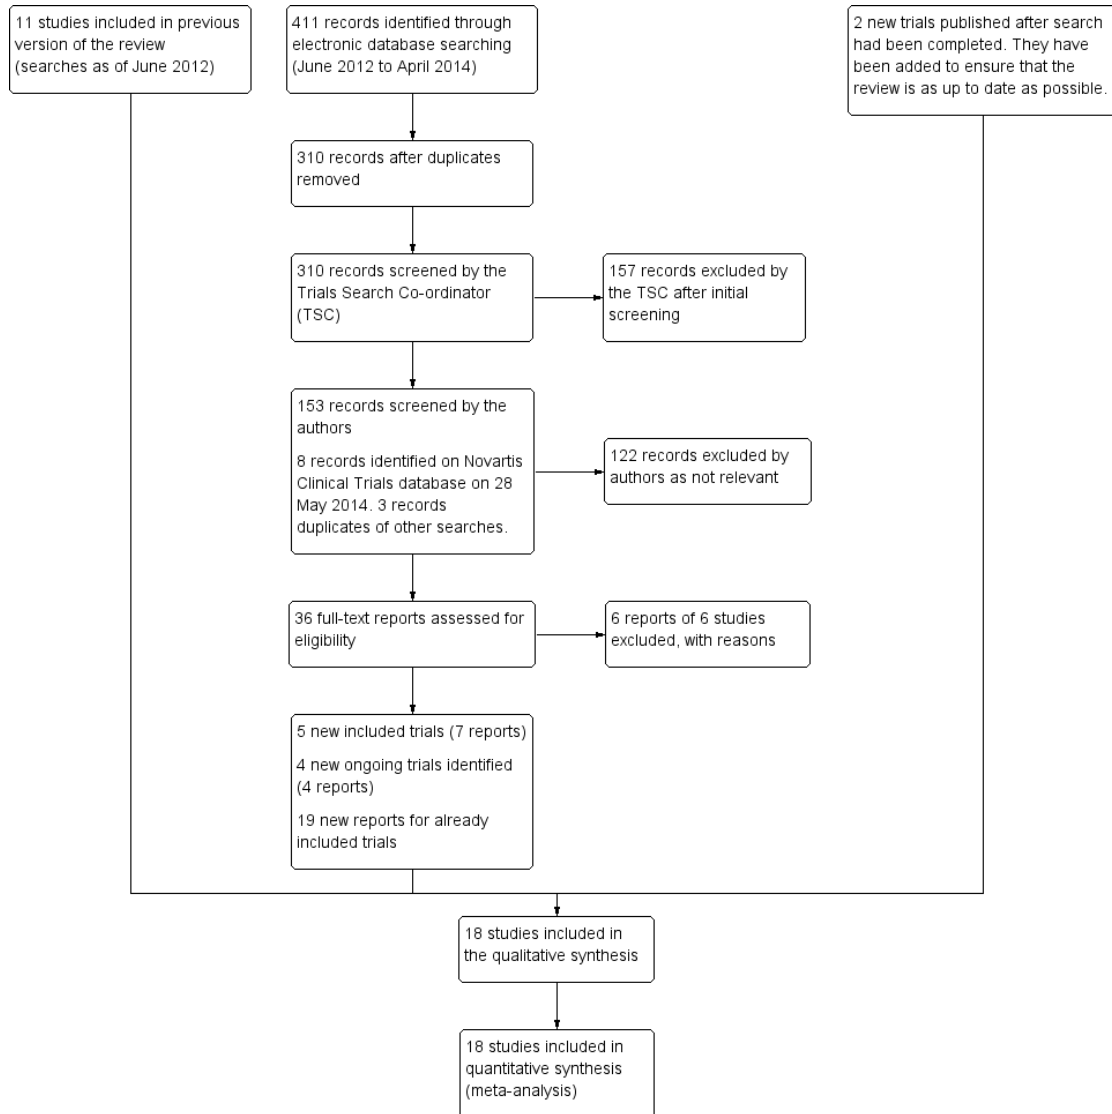 11 studies included in previous
version of the review
(searches as of June 2012)
411 records identified through
electronic database searching
(June 2012 to April 2014)
2 new trials published after search
had been completed. They have
been added to ensure that the
review is as up to date as possible.
310 records after duplicates
removed
310 records screened by the
Trials Search Co-ordinator
(TSC)
157 records excluded by
the TSC after initial
screening
153 records screened by the
authors
8 records identified on Novartis
Clinical Trials database on 28
May 2014. 3 records
duplicates of other searches.
122 records excluded by
authors as not relevant
36 full-text reports assessed for
eligibility
6 reports of 6 studies
excluded, with reasons
5 new included trials (7 reports)
4 new ongoing trials identified
(4 reports)
19 new reports for already
included trials
18 studies included in
the qualitative synthesis
18 studies included in
quantitative synthesis
(meta-analysis)